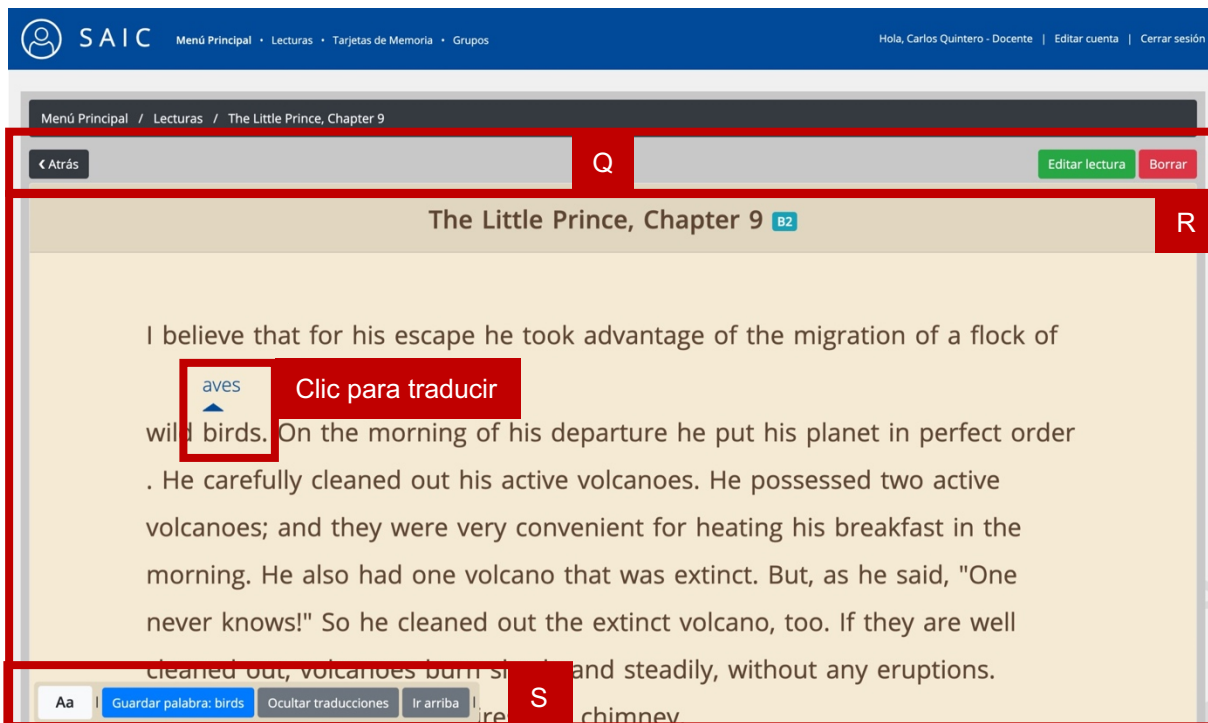 SAIC Menú Principal • Lecturas • Tarjetas de Memoria • Grupos Hola, Carlos Quintero - Docente | Editar cuenta | Cerrar sesión
Menú Principal / Lecturas / The Little Prince, Chapter 9
Atrás Q Editar lectura Borrar
The Little Prince, Chapter 9 B2 R
I believe that for his escape he took advantage of the migration of a flock of
aves Clic para traducir
wild birds. On the morning of his departure he put his planet in perfect order
. He carefully cleaned out his active volcanoes. He possessed two active
volcanoes; and they were very convenient for heating his breakfast in the
morning. He also had one volcano that was extinct. But, as he said, "One
never knows!" So he cleaned out the extinct volcano, too. If they are well
cleaned out, volcanoes burn and steadily, without any eruptions.
Aa | Guardar palabra: birds Ocultar traducciones Ir arriba | S chimney